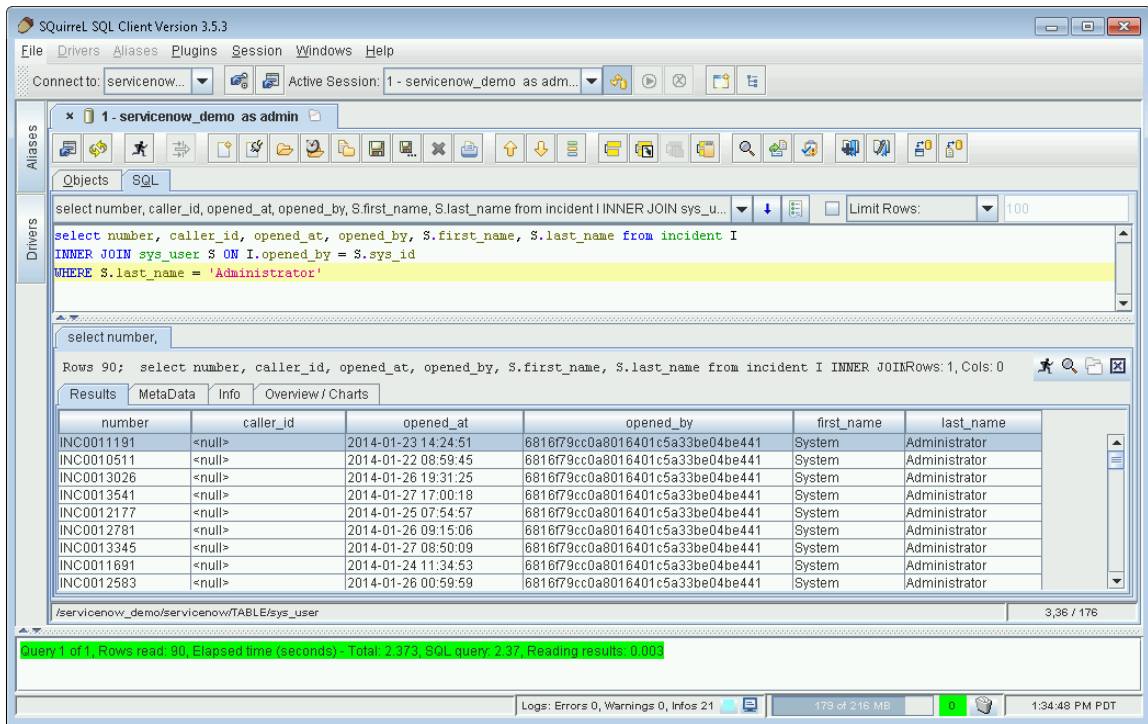 SQuirreL SQL Client Version 3.5.3
File Drivers Aliases Plugins Session Windows Help
Connect to: servicenow... Active Session: 1 - servicenow_demo as adm...
Aliases
Drivers
1 - servicenow_demo as admin
Objects SQL
select number, caller_id, opened_at, opened_by, S.first_name, S.last_name from incident I INNER JOIN sys_u... Limit Rows: 100
select number, caller_id, opened_at, opened_by, S.first_name, S.last_name from incident I
INNER JOIN sys_user S ON I.opened_by = S.sys_id
WHERE S.last_name = 'Administrator'
select number,
Rows 90; select number, caller_id, opened_at, opened_by, S.first_name, S.last_name from incident I INNER JOIN Rows: 1, Cols: 0
Results MetaData Info Overview / Charts
number caller_id opened_at opened_by first_name last_name
INC0011191 <null> 2014-01-23 14:24:51 6816f79cc0a8016401c5a33be04be441 System Administrator
INC0010511 <null> 2014-01-22 08:59:45 6816f79cc0a8016401c5a33be04be441 System Administrator
INC0013026 <null> 2014-01-26 19:31:25 6816f79cc0a8016401c5a33be04be441 System Administrator
INC0013541 <null> 2014-01-27 17:00:18 6816f79cc0a8016401c5a33be04be441 System Administrator
INC0012177 <null> 2014-01-25 07:54:57 6816f79cc0a8016401c5a33be04be441 System Administrator
INC0012781 <null> 2014-01-26 09:15:06 6816f79cc0a8016401c5a33be04be441 System Administrator
INC0013345 <null> 2014-01-27 08:50:09 6816f79cc0a8016401c5a33be04be441 System Administrator
INC0011691 <null> 2014-01-24 11:34:53 6816f79cc0a8016401c5a33be04be441 System Administrator
INC0012583 <null> 2014-01-26 00:59:59 6816f79cc0a8016401c5a33be04be441 System Administrator
/servicenow_demo/servicenow/TABLE/sys_user 3,36 / 176
Query 1 of 1, Rows read: 90, Elapsed time (seconds) - Total: 2.373, SQL query: 2.37, Reading results: 0.003
Logs: Errors 0, Warnings 0, Infos 21 179 of 216 MB 0 1:34:48 PM PDT